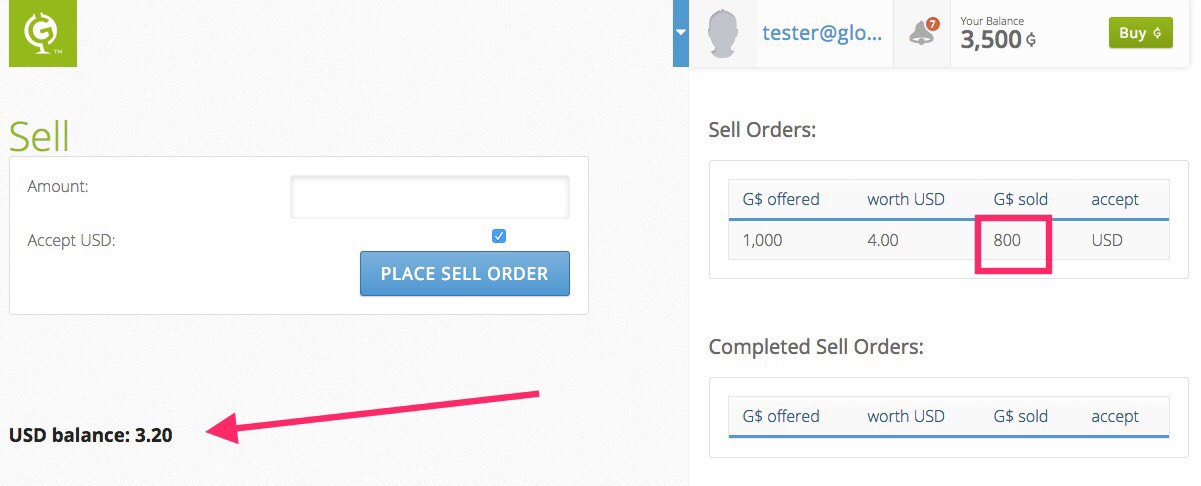 TM
tester@glo...
7
Your Balance
3,500 G
Buy G
Sell
Amount:
Accept USD:
PLACE SELL ORDER
USD balance: 3.20
Sell Orders:
G$ offered worth USD G$ sold accept
1,000 4.00 800 USD
Completed Sell Orders:
G$ offered worth USD G$ sold accept